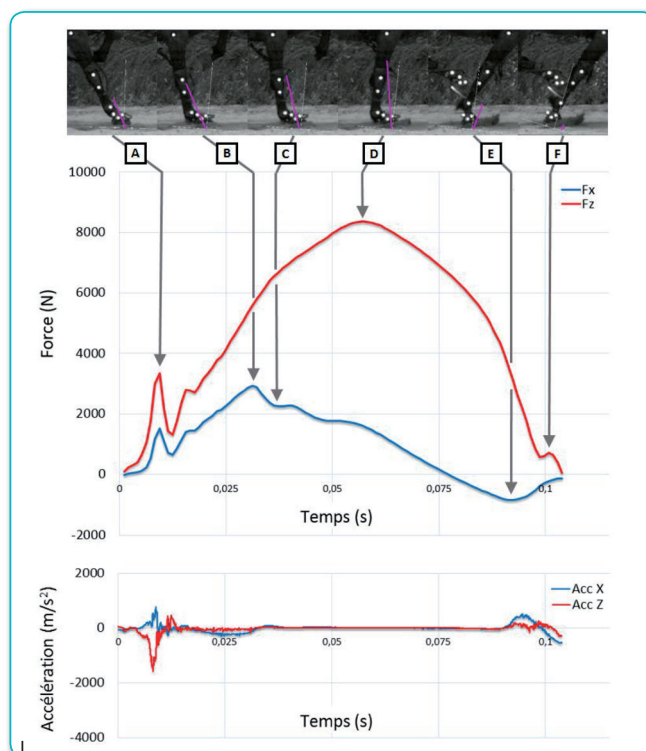 A B C D E F
10000
Fx
Fz
8000
6000
4000
2000
0
-2000
0 0,025 0,05 0,075 0,1
Force (N)
Temps (s)
2000
Acc X
Acc Z
0
-2000
-4000
0 0,025 0,05 0,075 0,1
Accélération (m/s²)
Temps (s)